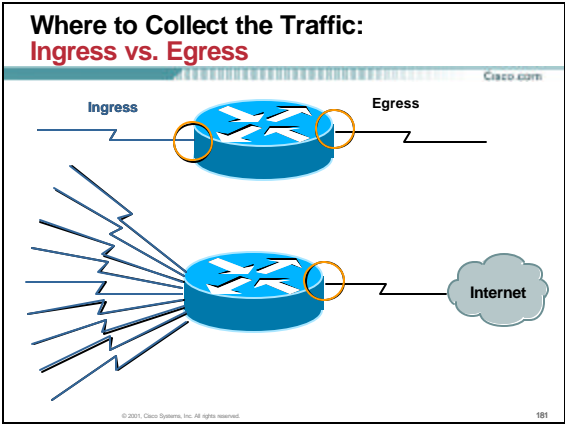 Where to Collect the Traffic:
Ingress vs. Egress
Cisco.com
Ingress
Egress
Internet
© 2001, Cisco Systems, Inc. All rights reserved.
181